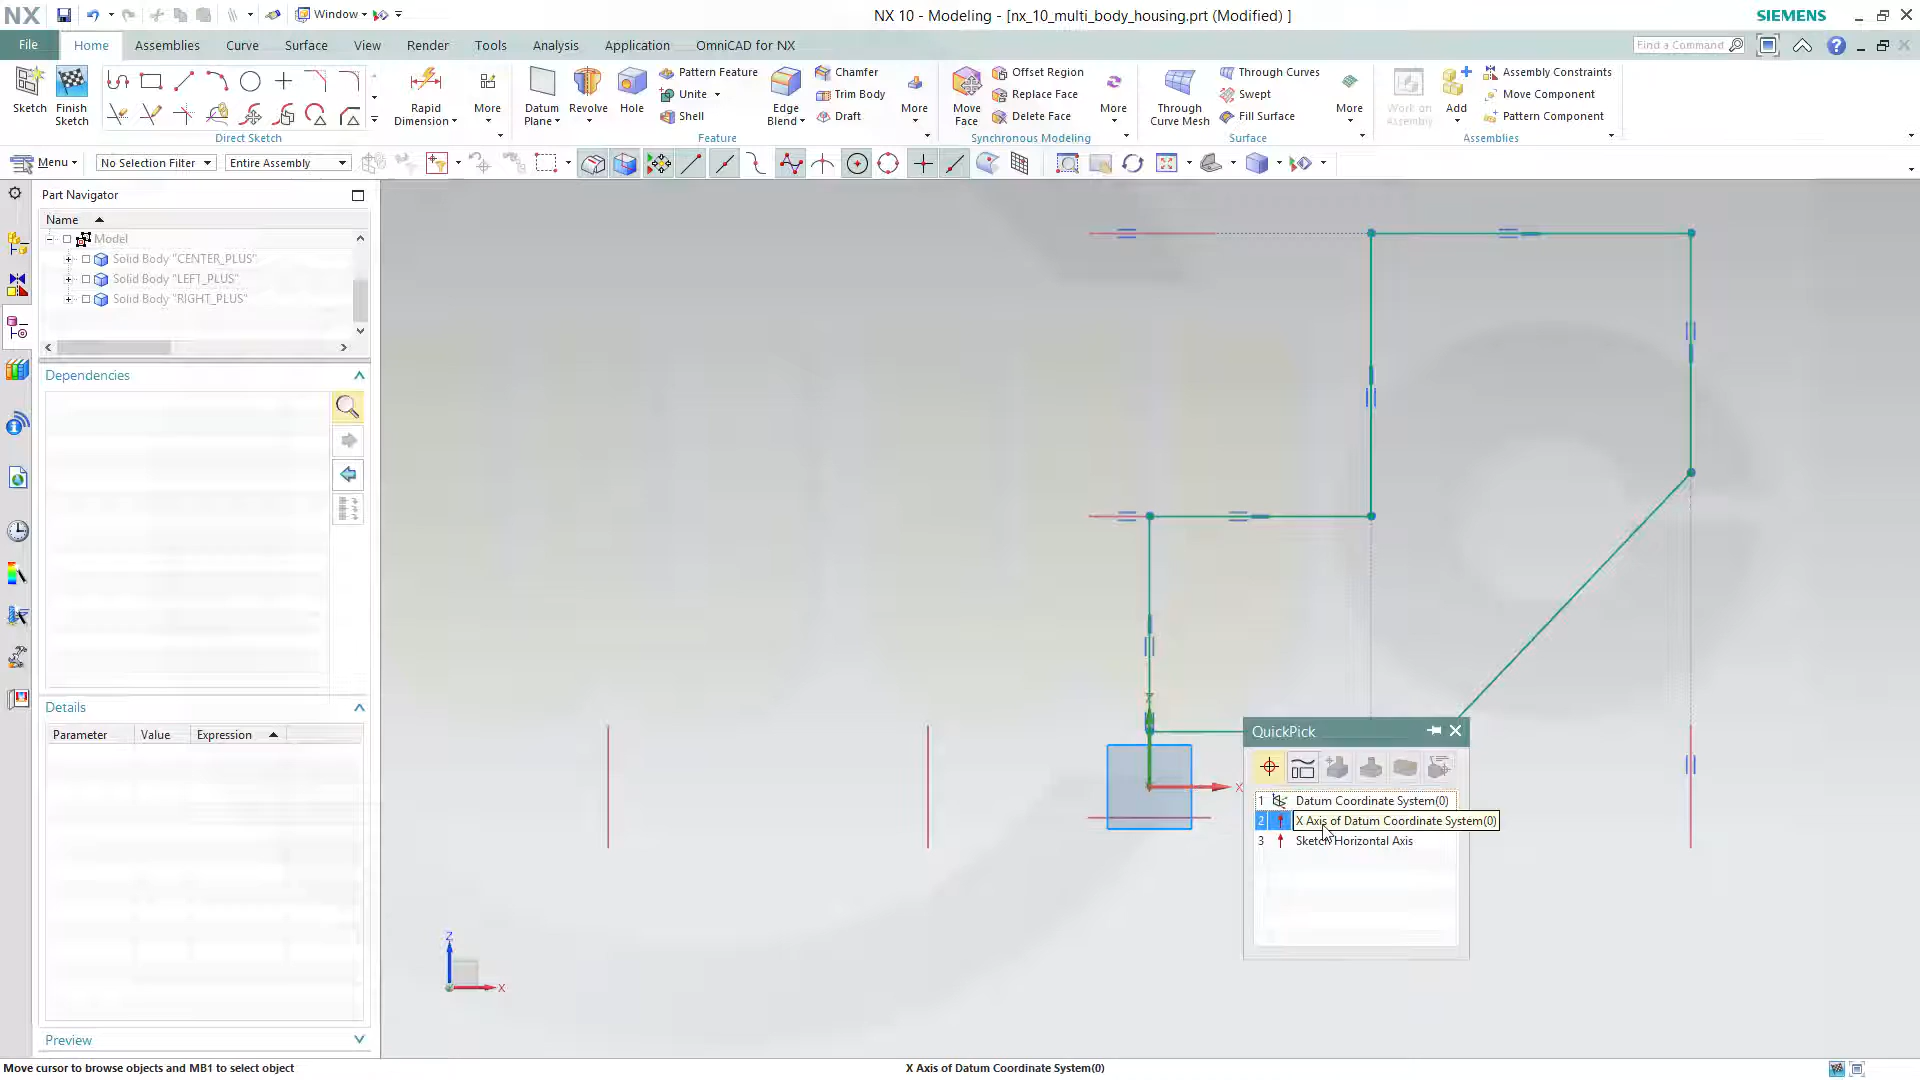 NX
Window
NX 10 - Modeling - [nx_10_multi_body_housing.prt (Modified) ]
SIEMENS
File
Home
Assemblies
Curve
Surface
View
Render
Tools
Analysis
Application
OmniCAD for NX
Find a Command
Sketch
Finish Sketch
Direct Sketch
Rapid Dimension
More
Datum Plane
Revolve
Hole
Pattern Feature
Unite
Shell
Edge Blend
Chamfer
Trim Body
Draft
More
Feature
Move Face
Offset Region
Replace Face
Delete Face
More
Synchronous Modeling
Through Curve Mesh
Through Curves
Swept
Fill Surface
More
Surface
Work on Assembly
Add
Assembly Constraints
Move Component
Pattern Component
Assemblies
Menu
No Selection Filter
Entire Assembly
Part Navigator
Name
Model
Solid Body "CENTER_PLUS"
Solid Body "LEFT_PLUS"
Solid Body "RIGHT_PLUS"
Dependencies
Details
Parameter
Value
Expression
Preview
X
QuickPick
1 Datum Coordinate System(0)
2 X Axis of Datum Coordinate System(0)
3 Sketch Horizontal Axis
Z
X
Move cursor to browse objects and MB1 to select object
X Axis of Datum Coordinate System(0)